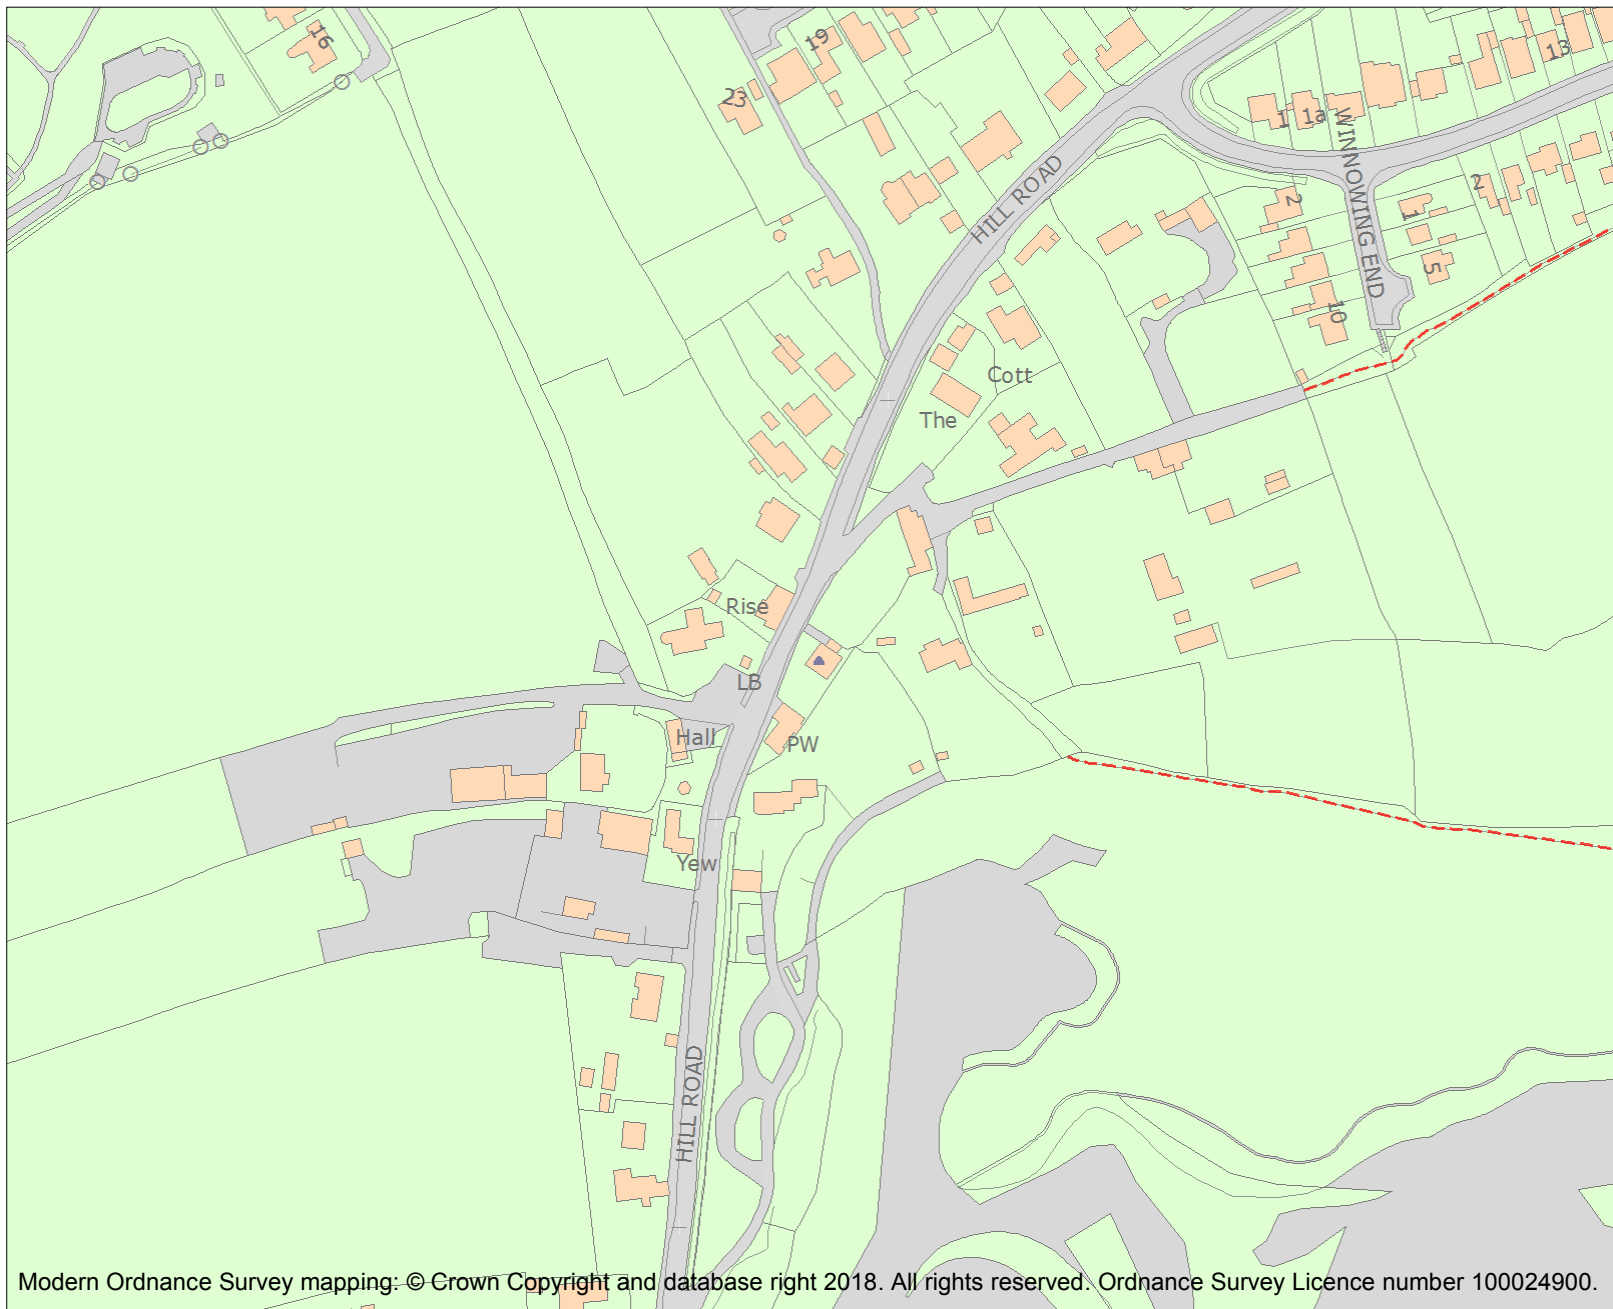 16
19
23
13
1
1a
WINNOWING END
HILL ROAD
2
2
1
5
10
Cott
The
Rise
LB
Hall
PW
Yew
HILL ROAD
Modern Ordnance Survey mapping: © Crown Copyright and database right 2018. All rights reserved. Ordnance Survey Licence number 100024900.